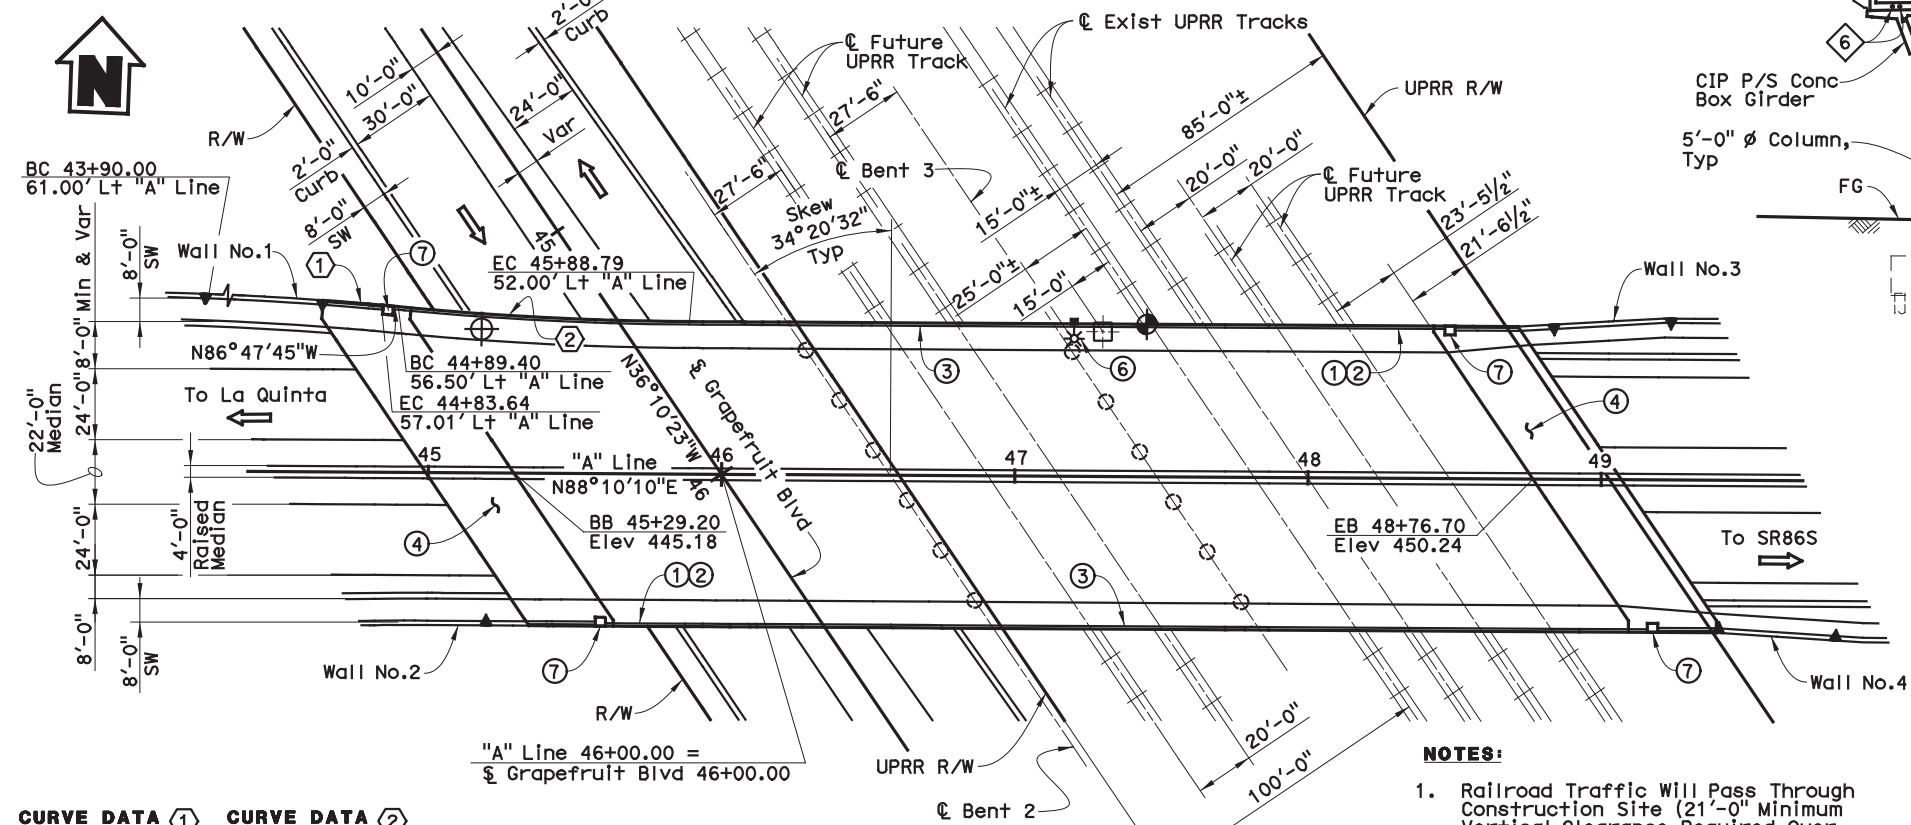 N
R/W
BC 43+90.00
61.00' Lt "A" Line
10'-0"
30'-0"
2'-0"
Curb
8'-0"
SW
2'-0"
Curb
24'-0"
Var
℄ Future
UPRR Track
27'-6"
27'-6"
℄ Bent 3
Skew
34°20'32"
Typ
℄ Exist UPRR Tracks
85'-0"±
15'-0"±
25'-0"±
15'-0"
20'-0"
20'-0"
℄ Future
UPRR Track
UPRR R/W
23'-5½"
21'-6½"
6
CIP P/S Conc
Box Girder
5'-0" Ø Column,
Typ
FG
8'-0"
SW
Wall No.1
1
7
45
EC 45+88.79
52.00' Lt "A" Line
2
N86°47'45"W
BC 44+89.40
56.50' Lt "A" Line
EC 44+83.64
57.01' Lt "A" Line
3
6
12
7
Wall No.3
4
8'-0" Min & Var
24'-0"
22'-0"
Median
24'-0"
8'-0"
To La Quinta
4'-0"
Raised
Median
8'-0"
SW
N36°10'23"W
℄ Grapefruit Blvd
45
"A" Line
N88°10'10"E
46
46
47
48
49
BB 45+29.20
Elev 445.18
EB 48+76.70
Elev 450.24
To SR86S
4
12
3
7
Wall No.2
7
Wall No.4
R/W
"A" Line 46+00.00 =
℄ Grapefruit Blvd 46+00.00
UPRR R/W
℄ Bent 2
20'-0"
100'-0"
NOTES:
1. Railroad Traffic Will Pass Through
Construction Site (21'-0" Minimum
Vertical Clearance Required Over
CURVE DATA 1
CURVE DATA 2